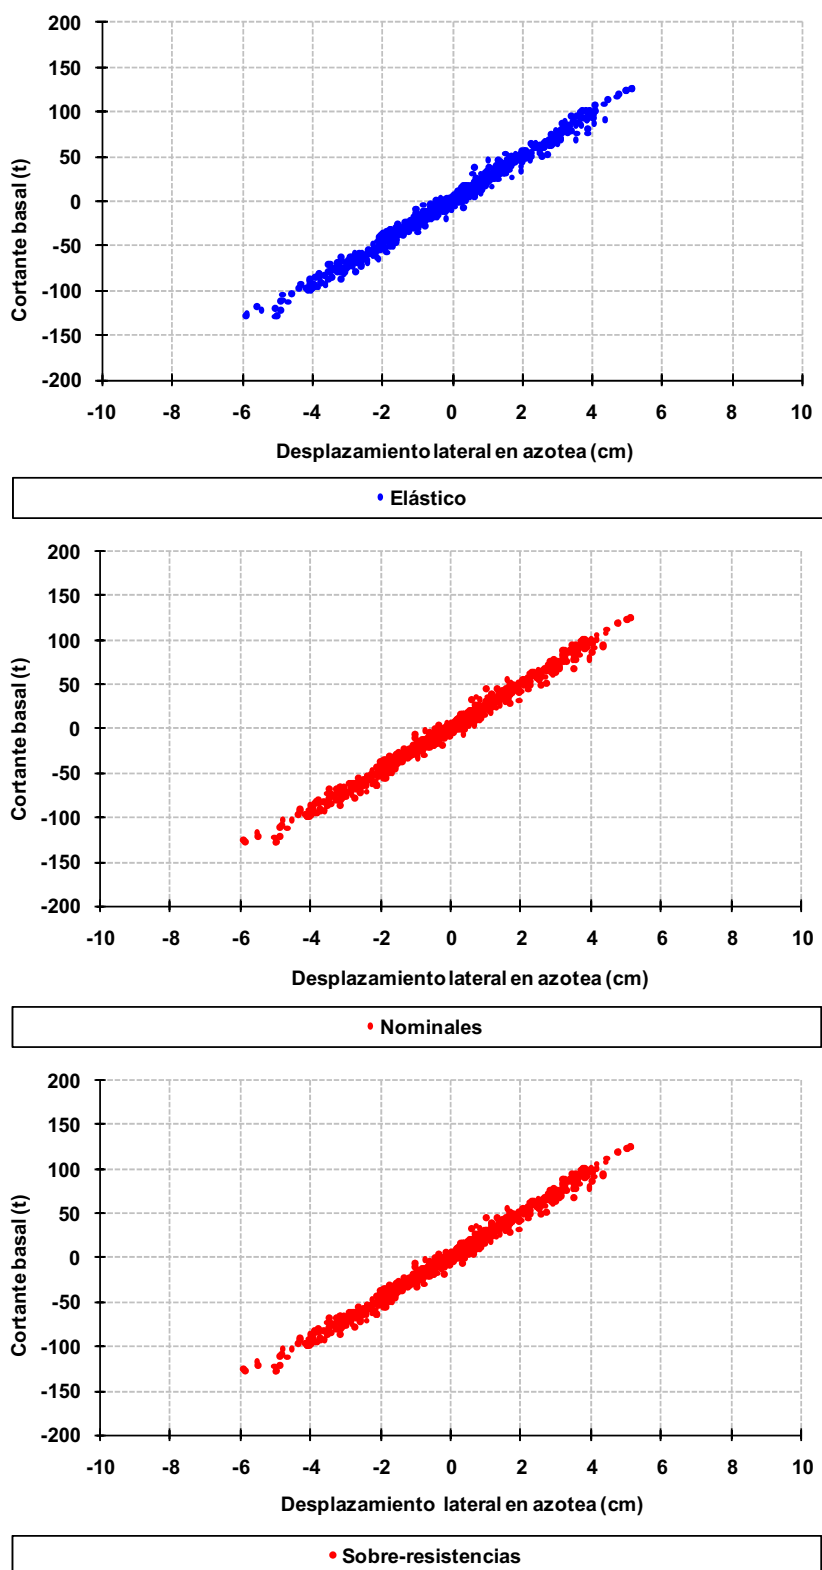 200
150
100
50
0
-50
-100
-150
-200
Cortante basal (t)
-10 -8 -6 -4 -2 0 2 4 6 8 10
Desplazamiento lateral en azotea (cm)
Elástico
200
150
100
50
0
-50
-100
-150
-200
Cortante basal (t)
-10 -8 -6 -4 -2 0 2 4 6 8 10
Desplazamiento lateral en azotea (cm)
Nominales
200
150
100
50
0
-50
-100
-150
-200
Cortante basal (t)
-10 -8 -6 -4 -2 0 2 4 6 8 10
Desplazamiento lateral en azotea (cm)
Sobre-resistencias